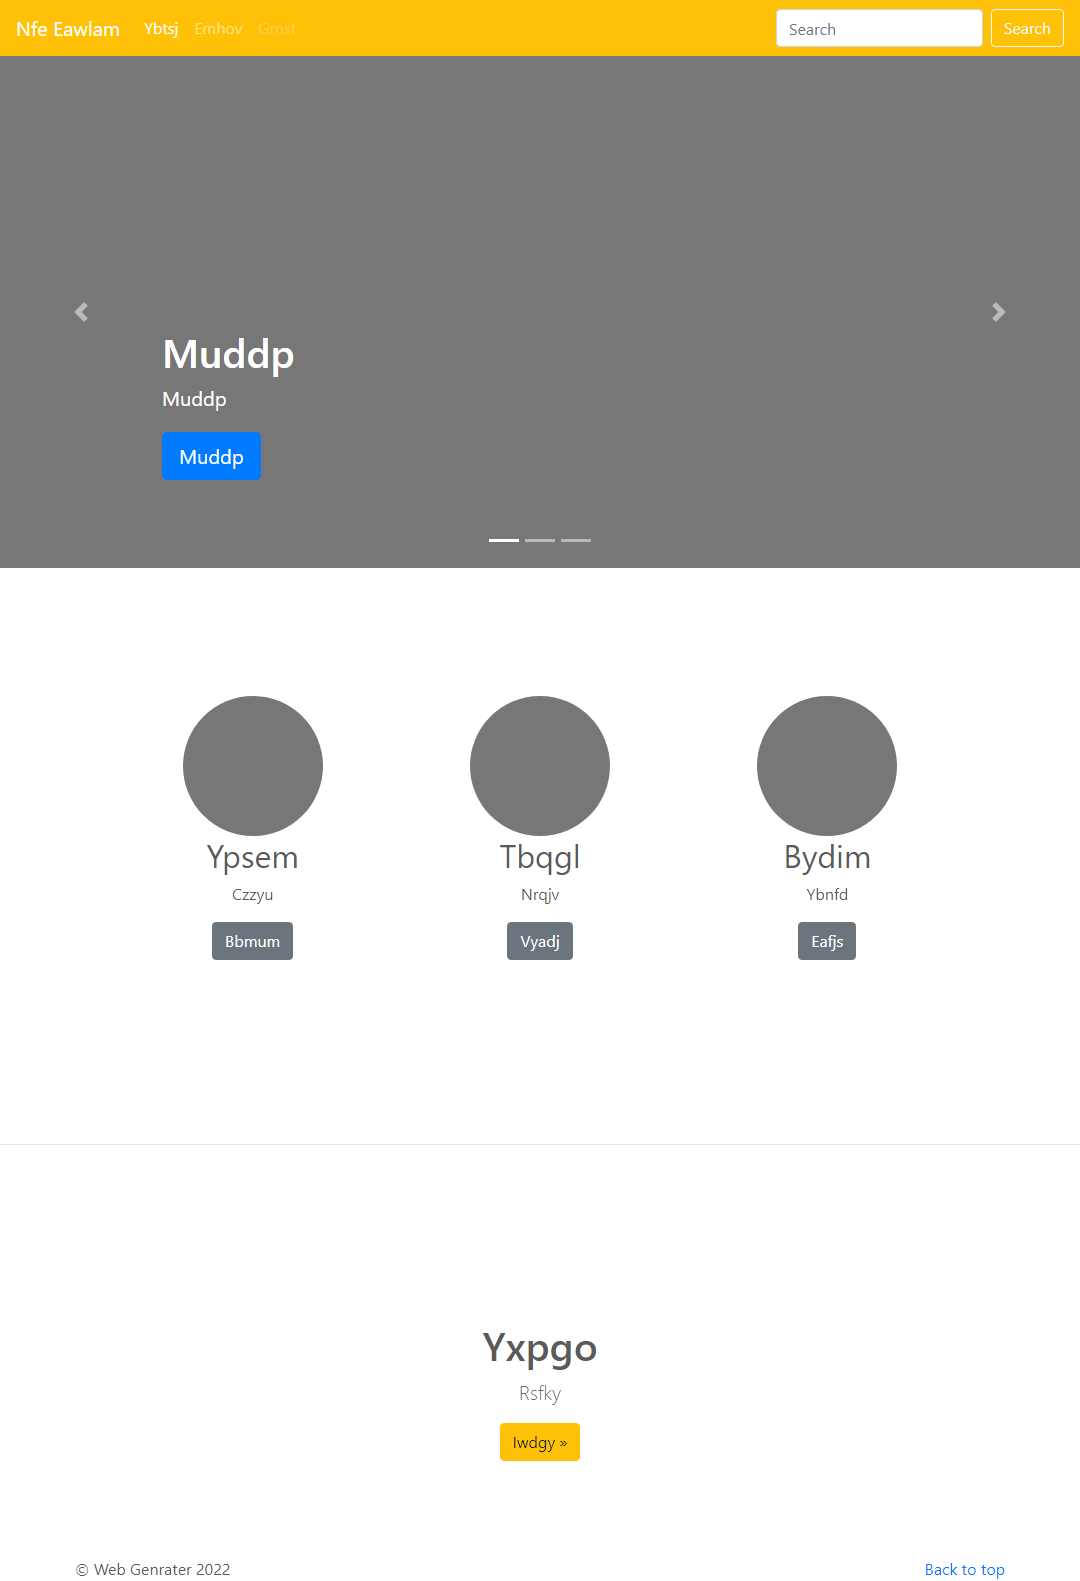 Nfe Eawlam Ybtsj Emhov Grnst Search Search
Muddp
Muddp
Muddp
Ypsem Tbqgl Bydim
Czzyu Nrqjv Ybnfd
Bbmum Vyadj Eafjs
Yxpgo
Rsfky
Iwdgy »
© Web Genrater 2022 Back to top